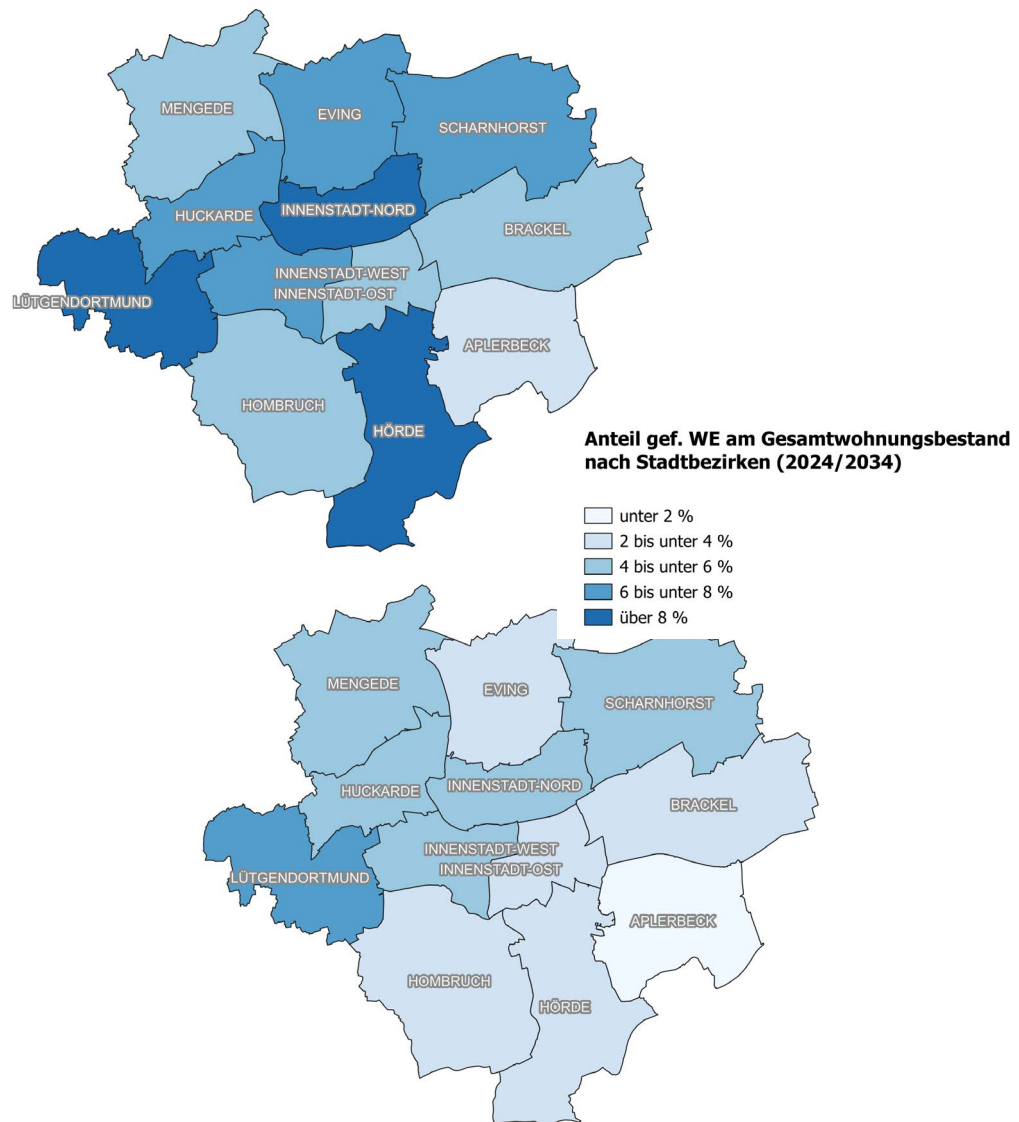 MENGEDE
EVING
SCHARNHORST
HUCKARDE
INNENSTADT-NORD
BRACKEL
INNENSTADT-WEST
INNENSTADT-OST
LÜTGENDORTMUND
APLERBECK
HOMBRUCH
HÖRDE
Anteil gef. WE am Gesamtwohnungsbestand
nach Stadtbezirken (2024/2034)
unter 2 %
2 bis unter 4 %
4 bis unter 6 %
6 bis unter 8 %
über 8 %
MENGEDE
EVING
SCHARNHORST
HUCKARDE
INNENSTADT-NORD
BRACKEL
INNENSTADT-WEST
INNENSTADT-OST
LÜTGENDORTMUND
APLERBECK
HOMBRUCH
HÖRDE